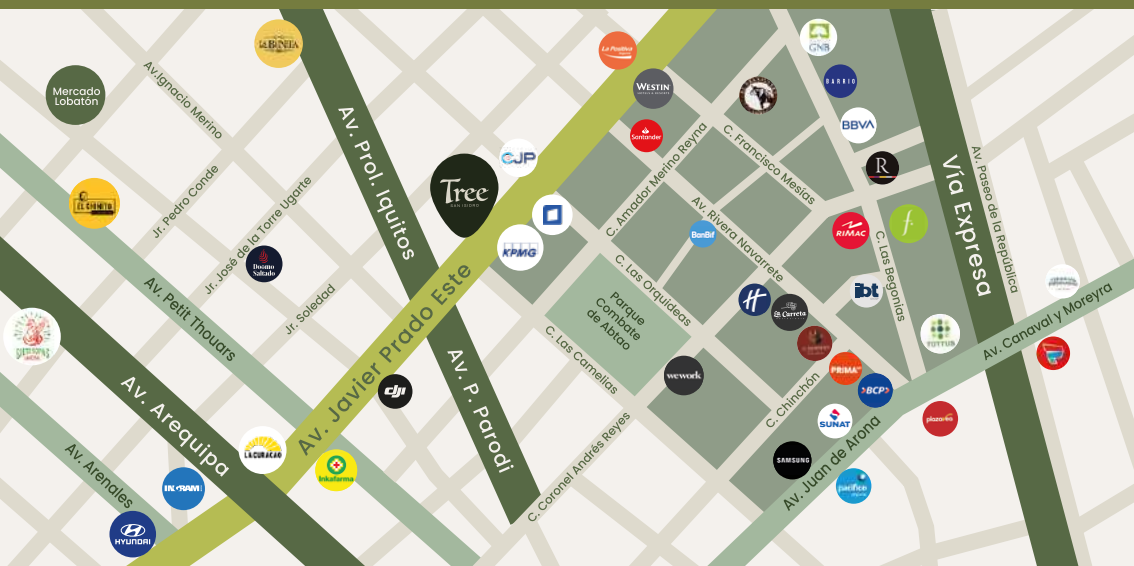 Mercado
Lobatón
Av.Ignacio Merino
La Positiva
GNB
WESTIN
BARRIO
Santander
BBVA
Av. Prol. Iquitos
CJP
Tree
SAN ISIDRO
R
C. Francisco Mesías
C. Amador Merino Reyna
Vía Expresa
Av. Paseo de la República
EL CHINITO
Jr. Pedro Conde
Jr. José de la Torre Ugarte
KPMG
BanBif
Av. Rivera Navarrete
RIMAC
f
C. Las Begonias
Doomo
Saltado
Av. Petit Thouars
Jr. Soledad
Av. Javier Prado Este
C. Las Orquídeas
Parque
Combate
de Abtao
H
La Carreta
ibt
Av. Canaval y Moreyra
TOTTUS
C. Las Camelias
Av. P. Parodi
wework
PRIMA
BCP
C. Chinchón
dji
Av. Arequipa
Av. Arenales
LA CURACAO
Inkafarma
SUNAT
plazaVea
C. Coronel Andrés Reyes
SAMSUNG
Av. Juan de Arona
pacífico
INGRAM
HYUNDAI